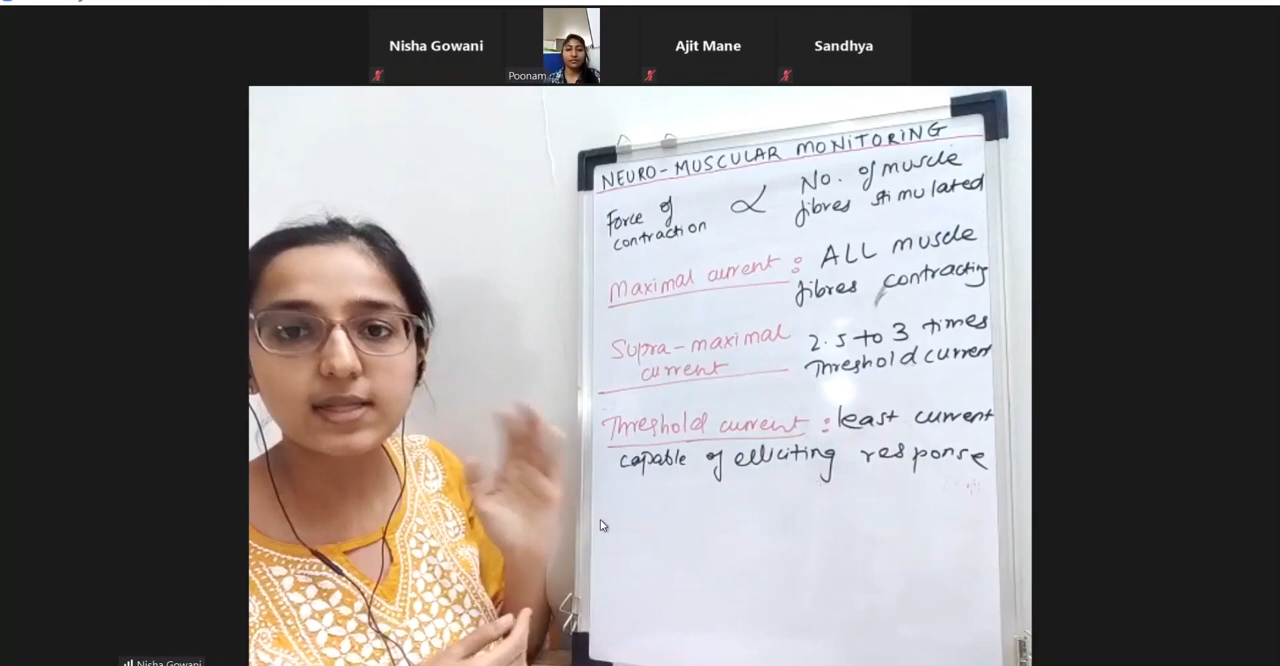 Nisha Gowani
Poonam
Ajit Mane
Sandhya
NEURO-MUSCULAR MONITORING
Force of contraction ∝ No. of muscle fibres stimulated
Maximal current : ALL muscle fibres contracting
Supra-maximal current 2.5 to 3 times Threshold current
Threshold current : least current
capable of elliciting response
Nisha Gowani